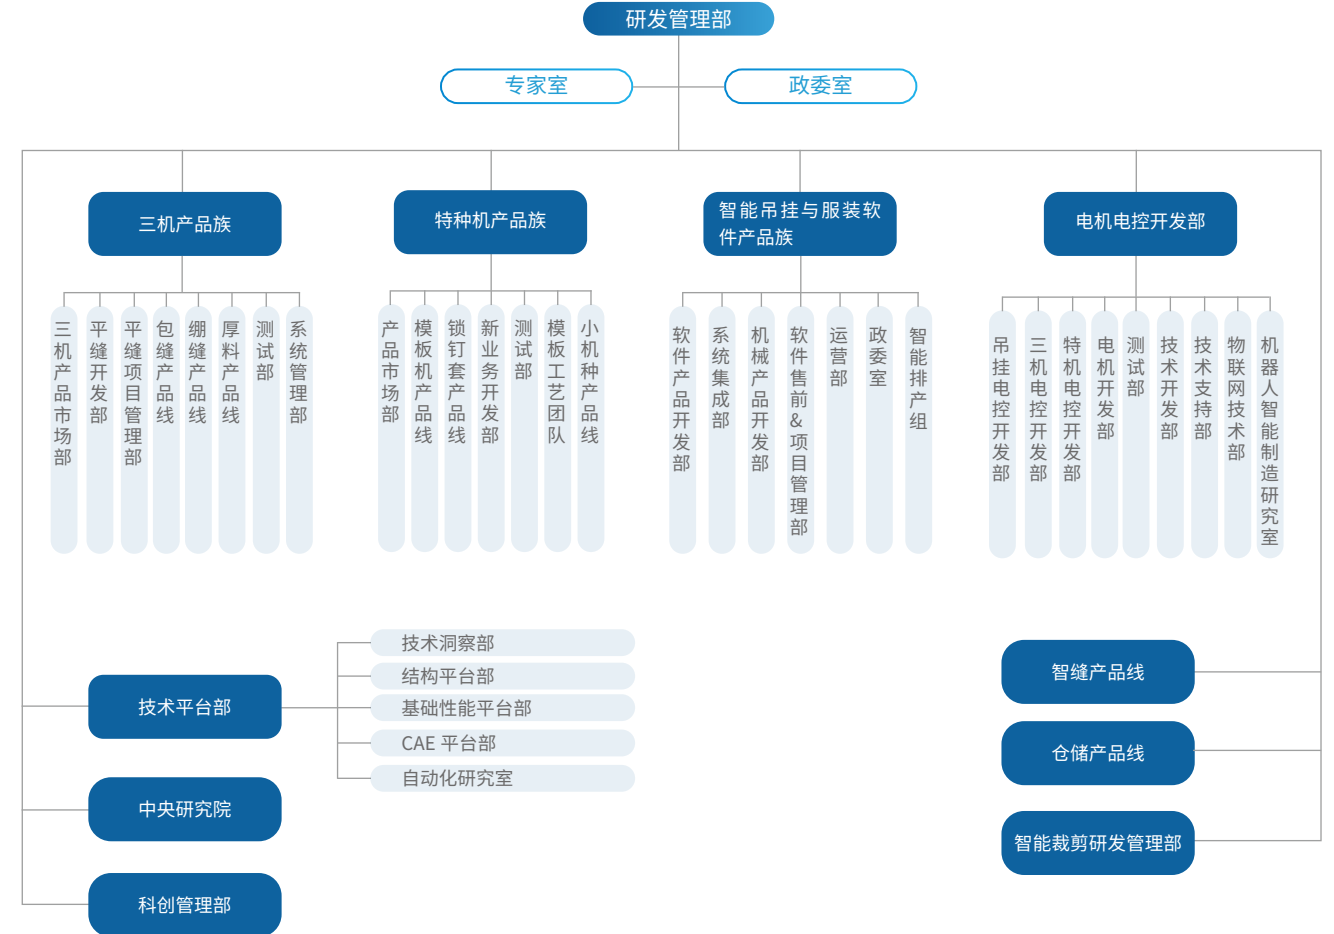 研发管理部
专家室
政委室
三机产品族
特种机产品族
智能吊挂与服装软
件产品族
电机电控开发部
三机产品市场部
平缝开发部
平缝项目管理部
包缝产品线
绷缝产品线
厚料产品线
测试部
系统管理部
产品市场部
模板机产品线
锁钉套产品线
新业务开发部
测试部
模板工艺团队
小机种产品线
软件产品开发部
系统集成部
机械产品开发部
软件售前&项目管理部
运营部
政委室
智能排产组
吊挂电控开发部
三机电控开发部
特机电控开发部
电机开发部
测试部
技术开发部
技术支持部
物联网技术部
机器人智能制造研究室
技术平台部
技术洞察部
结构平台部
基础性能平台部
CAE 平台部
自动化研究室
中央研究院
科创管理部
智缝产品线
仓储产品线
智能裁剪研发管理部